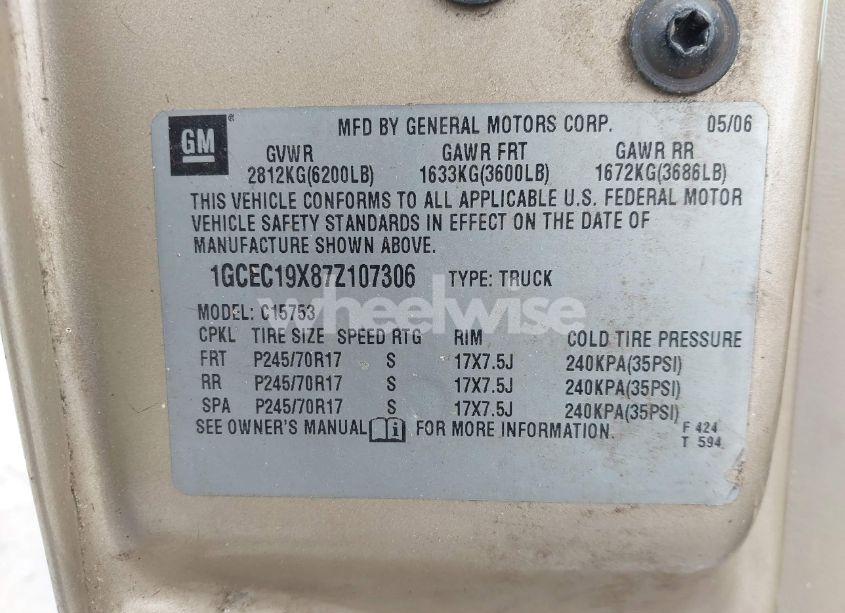 GM ® MFD BY GENERAL MOTORS CORP. 05/06
GVWR GAWR FRT GAWR RR
2812KG(6200LB) 1633KG(3600LB) 1672KG(3686LB)
THIS VEHICLE CONFORMS TO ALL APPLICABLE U.S. FEDERAL MOTOR
VEHICLE SAFETY STANDARDS IN EFFECT ON THE DATE OF
MANUFACTURE SHOWN ABOVE.
1GCEC19X87Z107306 TYPE: TRUCK
wheelwise
MODEL: C15753
CPKL TIRE SIZE SPEED RTG RIM COLD TIRE PRESSURE
FRT P245/70R17 S 17X7.5J 240KPA(35PSI)
RR P245/70R17 S 17X7.5J 240KPA(35PSI)
SPA P245/70R17 S 17X7.5J 240KPA(35PSI)
SEE OWNER'S MANUAL i FOR MORE INFORMATION. F 424
T 594